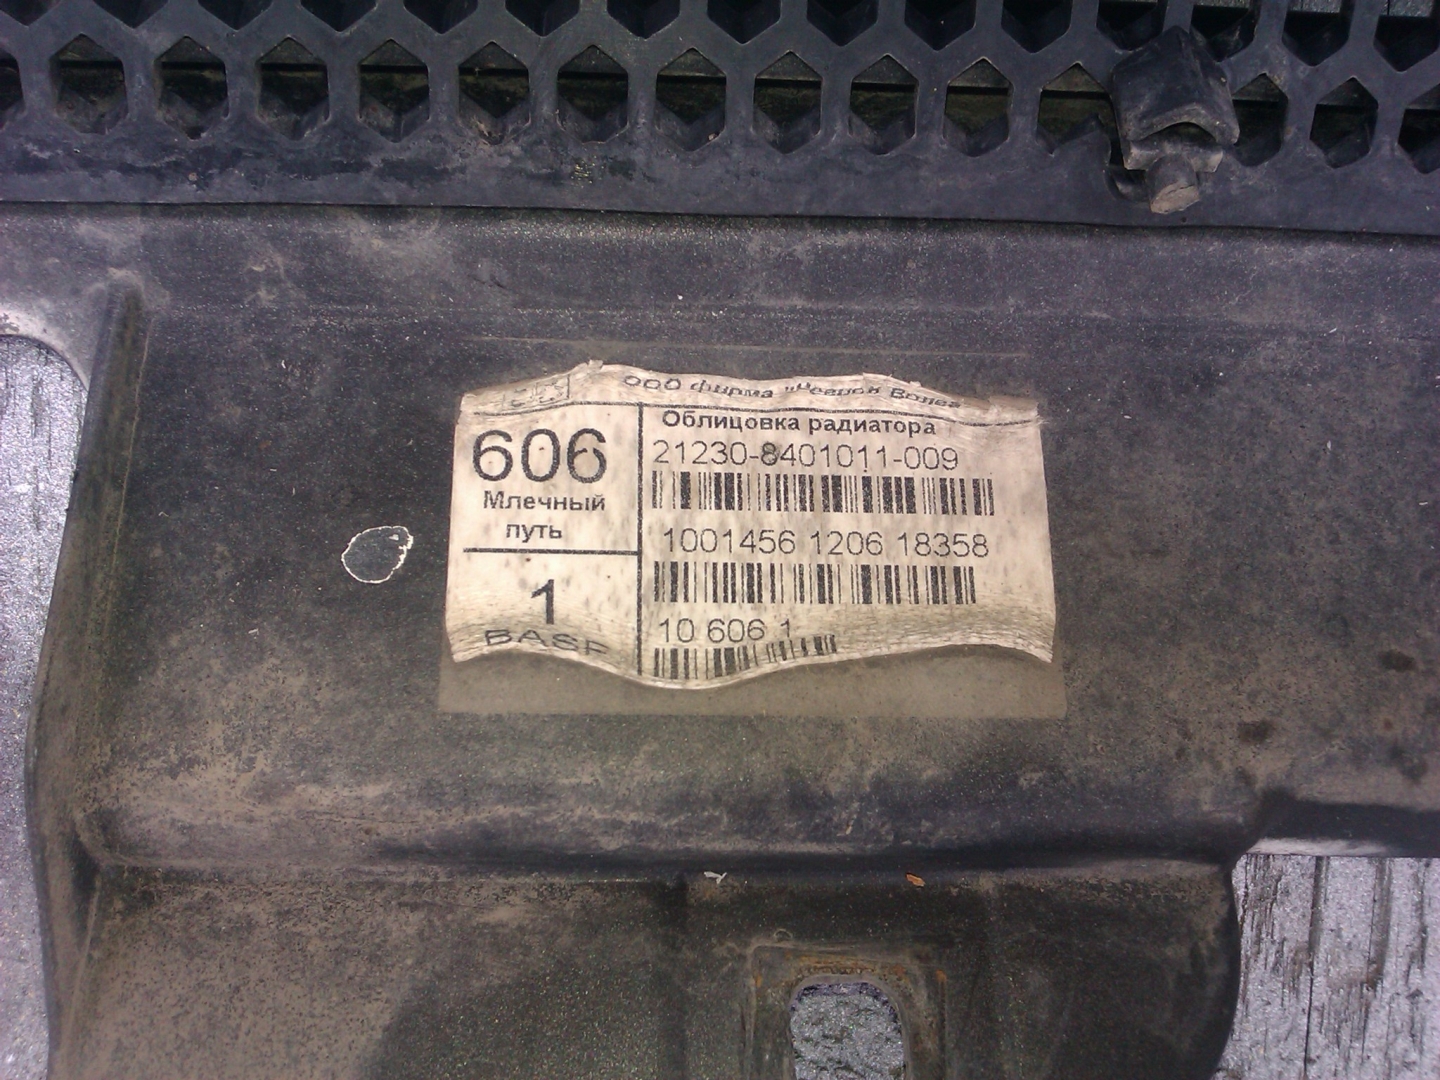 ООО фирма
606
Млечный
путь
1
BASF
Облицовка радиатора
21230-8401011-009
1001456 1206 18358
10 606 1